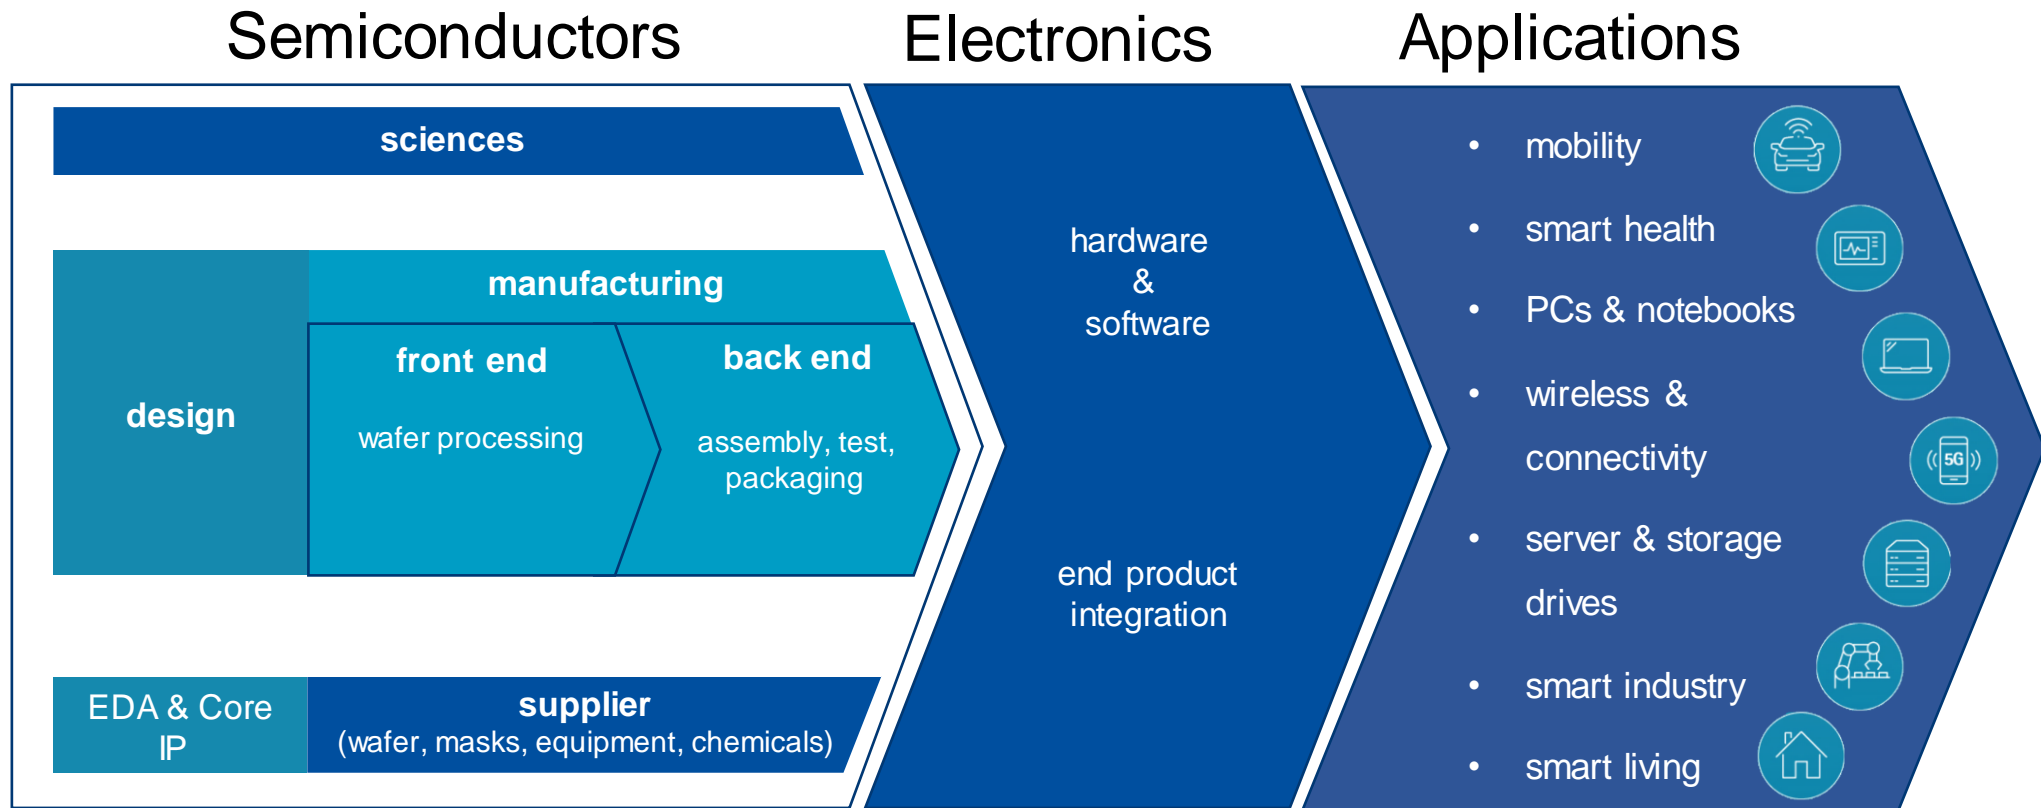 Semiconductors
Electronics
Applications
sciences
design
manufacturing
front end
wafer processing
back end
assembly, test,
packaging
EDA & Core
IP
supplier
(wafer, masks, equipment, chemicals)
hardware
&
software
end product
integration
• mobility
• smart health
• PCs & notebooks
• wireless &
connectivity
• server & storage
drives
• smart industry
• smart living
5G